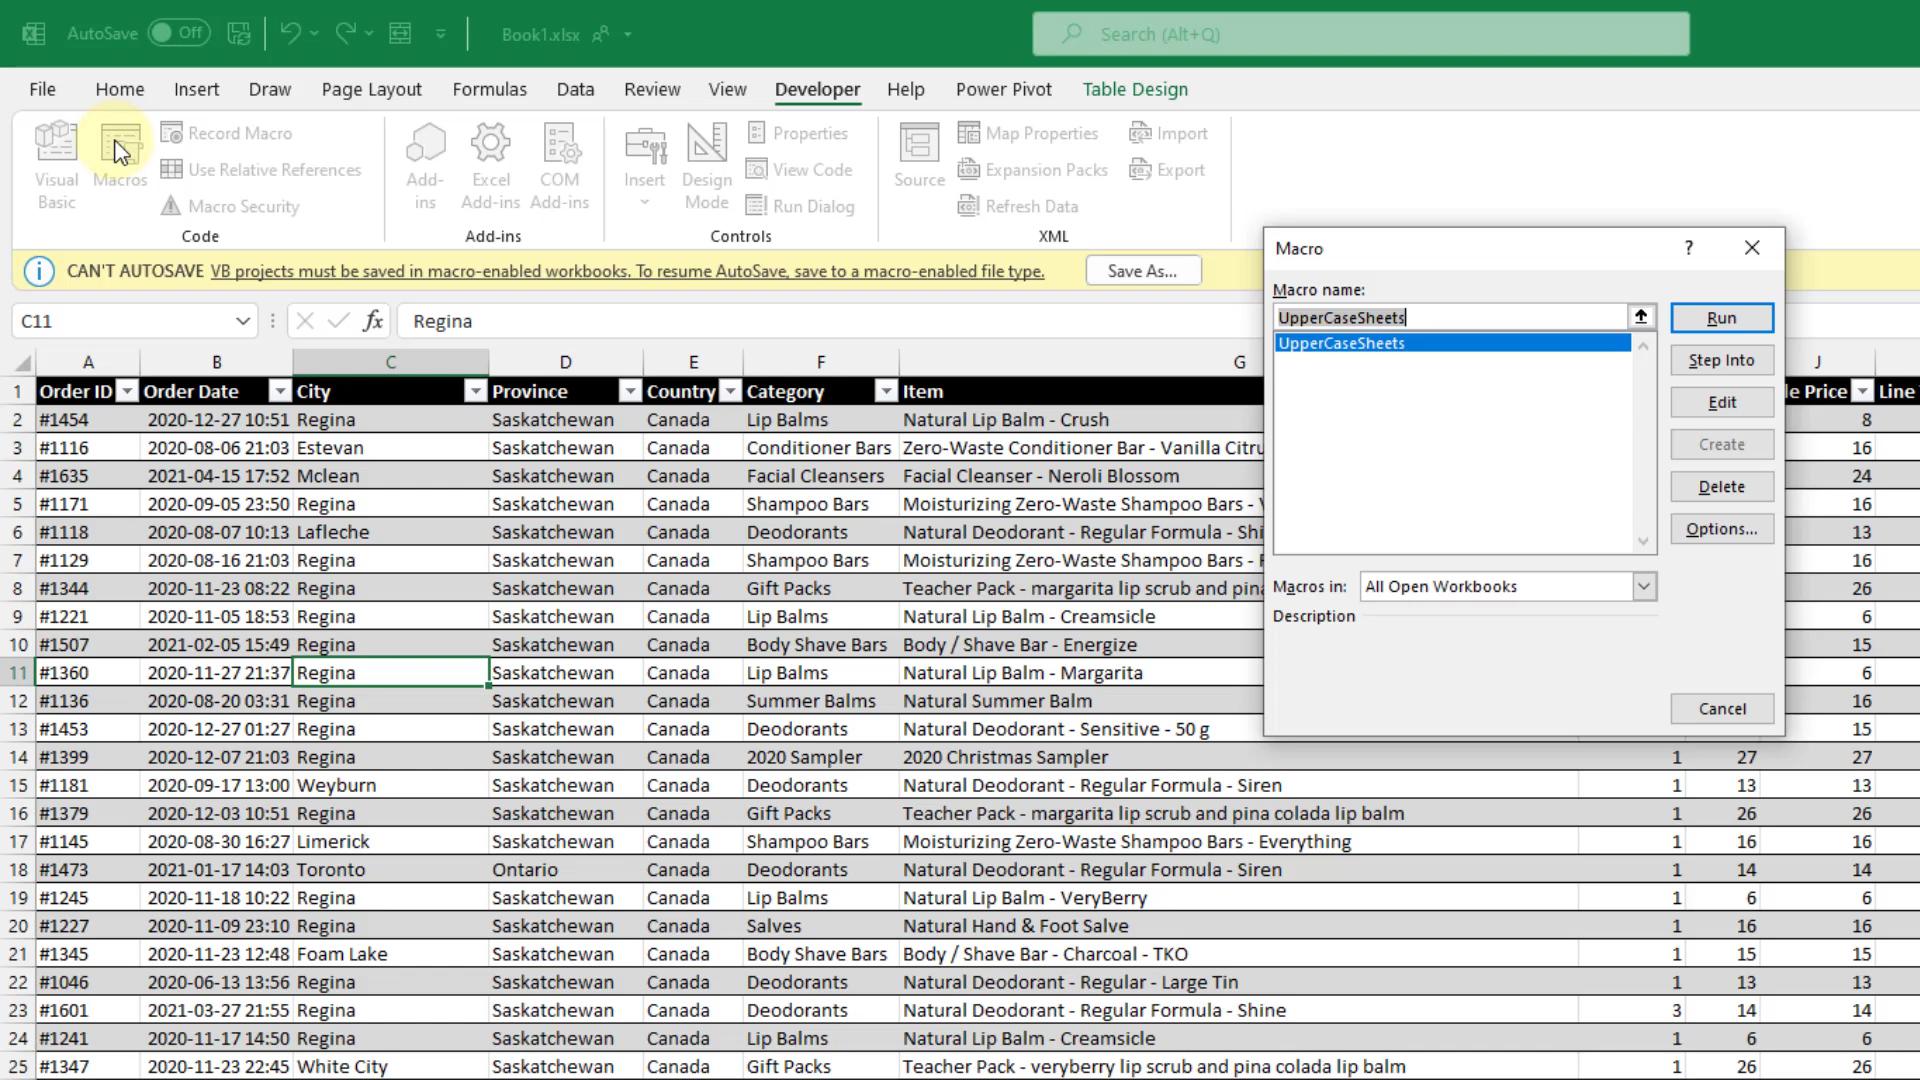 AutoSave Off Book1.xlsx Search (Alt+Q)
File Home Insert Draw Page Layout Formulas Data Review View Developer Help Power Pivot Table Design
Visual Basic
Macros
Record Macro
Use Relative References
Macro Security
Code
Add-ins
Excel Add-ins
COM Add-ins
Add-ins
Insert
Design Mode
Properties
View Code
Run Dialog
Controls
Source
Map Properties
Expansion Packs
Refresh Data
Import
Export
XML
CAN'T AUTOSAVE VB projects must be saved in macro-enabled workbooks. To resume AutoSave, save to a macro-enabled file type. Save As...
C11 fx Regina
A B C D E F G J
1 Order ID Order Date City Province Country Category Item le Price Line
2 #1454 2020-12-27 10:51 Regina Saskatchewan Canada Lip Balms Natural Lip Balm - Crush 8
3 #1116 2020-08-06 21:03 Estevan Saskatchewan Canada Conditioner Bars Zero-Waste Conditioner Bar - Vanilla Citru 16
4 #1635 2021-04-15 17:52 Mclean Saskatchewan Canada Facial Cleansers Facial Cleanser - Neroli Blossom 24
5 #1171 2020-09-05 23:50 Regina Saskatchewan Canada Shampoo Bars Moisturizing Zero-Waste Shampoo Bars - 16
6 #1118 2020-08-07 10:13 Lafleche Saskatchewan Canada Deodorants Natural Deodorant - Regular Formula - Shi 13
7 #1129 2020-08-16 21:03 Regina Saskatchewan Canada Shampoo Bars Moisturizing Zero-Waste Shampoo Bars - 16
8 #1344 2020-11-23 08:22 Regina Saskatchewan Canada Gift Packs Teacher Pack - margarita lip scrub and pina 26
9 #1221 2020-11-05 18:53 Regina Saskatchewan Canada Lip Balms Natural Lip Balm - Creamsicle 6
10 #1507 2021-02-05 15:49 Regina Saskatchewan Canada Body Shave Bars Body / Shave Bar - Energize 15
11 #1360 2020-11-27 21:37 Regina Saskatchewan Canada Lip Balms Natural Lip Balm - Margarita 6
12 #1136 2020-08-20 03:31 Regina Saskatchewan Canada Summer Balms Natural Summer Balm 16
13 #1453 2020-12-27 01:27 Regina Saskatchewan Canada Deodorants Natural Deodorant - Sensitive - 50 g 15
14 #1399 2020-12-07 21:03 Regina Saskatchewan Canada 2020 Sampler 2020 Christmas Sampler 1 27 27
15 #1181 2020-09-17 13:00 Weyburn Saskatchewan Canada Deodorants Natural Deodorant - Regular Formula - Siren 1 13 13
16 #1379 2020-12-03 10:51 Regina Saskatchewan Canada Gift Packs Teacher Pack - margarita lip scrub and pina colada lip balm 1 26 26
17 #1145 2020-08-30 16:27 Limerick Saskatchewan Canada Shampoo Bars Moisturizing Zero-Waste Shampoo Bars - Everything 1 16 16
18 #1473 2021-01-17 14:03 Toronto Ontario Canada Deodorants Natural Deodorant - Regular Formula - Siren 1 14 14
19 #1245 2020-11-18 10:22 Regina Saskatchewan Canada Lip Balms Natural Lip Balm - VeryBerry 1 6 6
20 #1227 2020-11-09 23:10 Regina Saskatchewan Canada Salves Natural Hand & Foot Salve 1 16 16
21 #1345 2020-11-23 12:48 Foam Lake Saskatchewan Canada Body Shave Bars Body / Shave Bar - Charcoal - TKO 1 15 15
22 #1046 2020-06-13 13:56 Regina Saskatchewan Canada Deodorants Natural Deodorant - Regular - Large Tin 1 13 13
23 #1601 2021-03-27 21:55 Regina Saskatchewan Canada Deodorants Natural Deodorant - Regular Formula - Shine 3 14 14
24 #1241 2020-11-17 14:50 Regina Saskatchewan Canada Lip Balms Natural Lip Balm - Creamsicle 1 6 6
25 #1347 2020-11-23 22:45 White City Saskatchewan Canada Gift Packs Teacher Pack - veryberry lip scrub and pina colada lip balm 1 26 26
Macro ?
Macro name:
UpperCaseSheets
UpperCaseSheets
Run
Step Into
Edit
Create
Delete
Options...
Macros in: All Open Workbooks
Description
Cancel